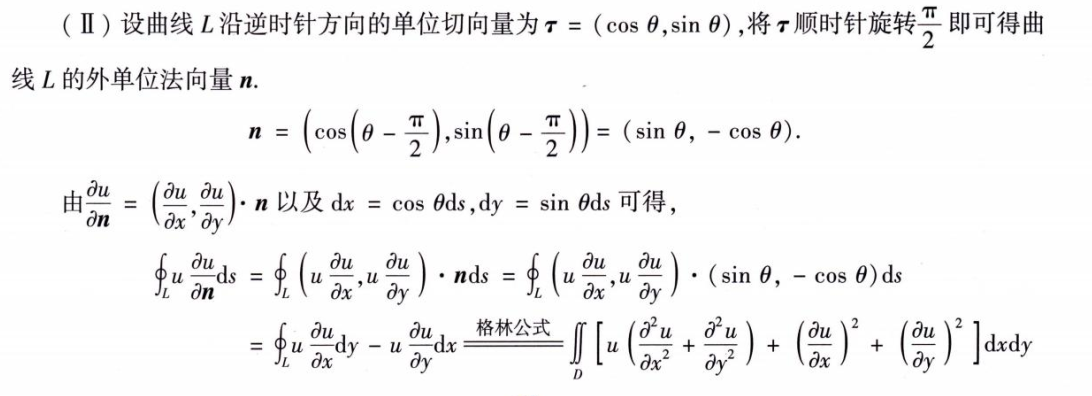 (Ⅱ)设曲线 L 沿逆时针方向的单位切向量为 τ = (cos θ,sin θ),将 τ 顺时针旋转 π/2 即可得曲
线 L 的外单位法向量 n.
n = (cos(θ - π/2),sin(θ - π/2)) = (sin θ, - cos θ).
由 ∂u/∂n = (∂u/∂x,∂u/∂y)· n 以及 dx = cos θds,dy = sin θds 可得,
∮_L u ∂u/∂n ds = ∮_L (u ∂u/∂x,u ∂u/∂y) · nds = ∮_L (u ∂u/∂x,u ∂u/∂y) · (sin θ, - cos θ)ds
= ∮_L u ∂u/∂x dy - u ∂u/∂y dx ==格林公式== ∬_D [u (∂²u/∂x² + ∂²u/∂y²) + (∂u/∂x)² + (∂u/∂y)²]dxdy